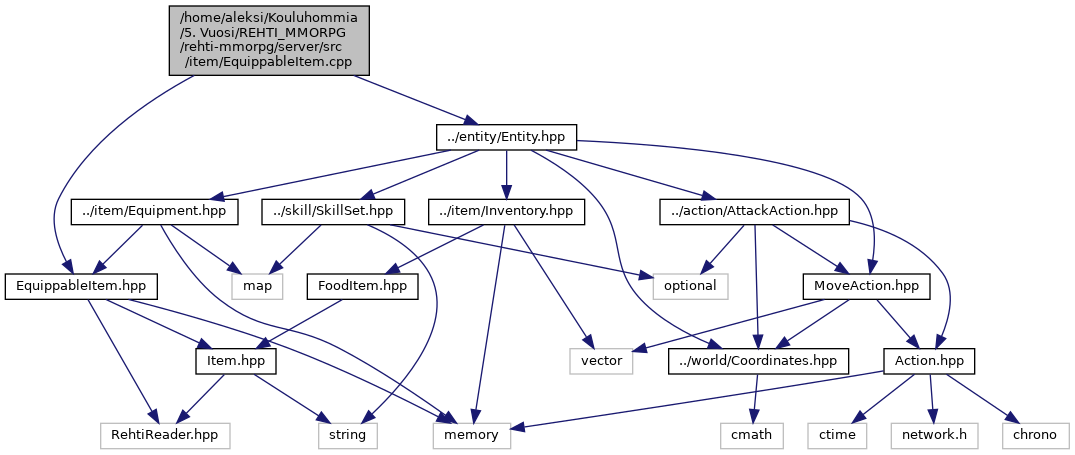 /home/aleksi/Kouluhommia
/5. Vuosi/REHTI_MMORPG
/rehti-mmorpg/server/src
/item/EquippableItem.cpp
../entity/Entity.hpp
../item/Equipment.hpp
../skill/SkillSet.hpp
../item/Inventory.hpp
../action/AttackAction.hpp
EquippableItem.hpp
map
FoodItem.hpp
optional
MoveAction.hpp
Item.hpp
vector
../world/Coordinates.hpp
Action.hpp
RehtiReader.hpp
string
memory
cmath
ctime
network.h
chrono